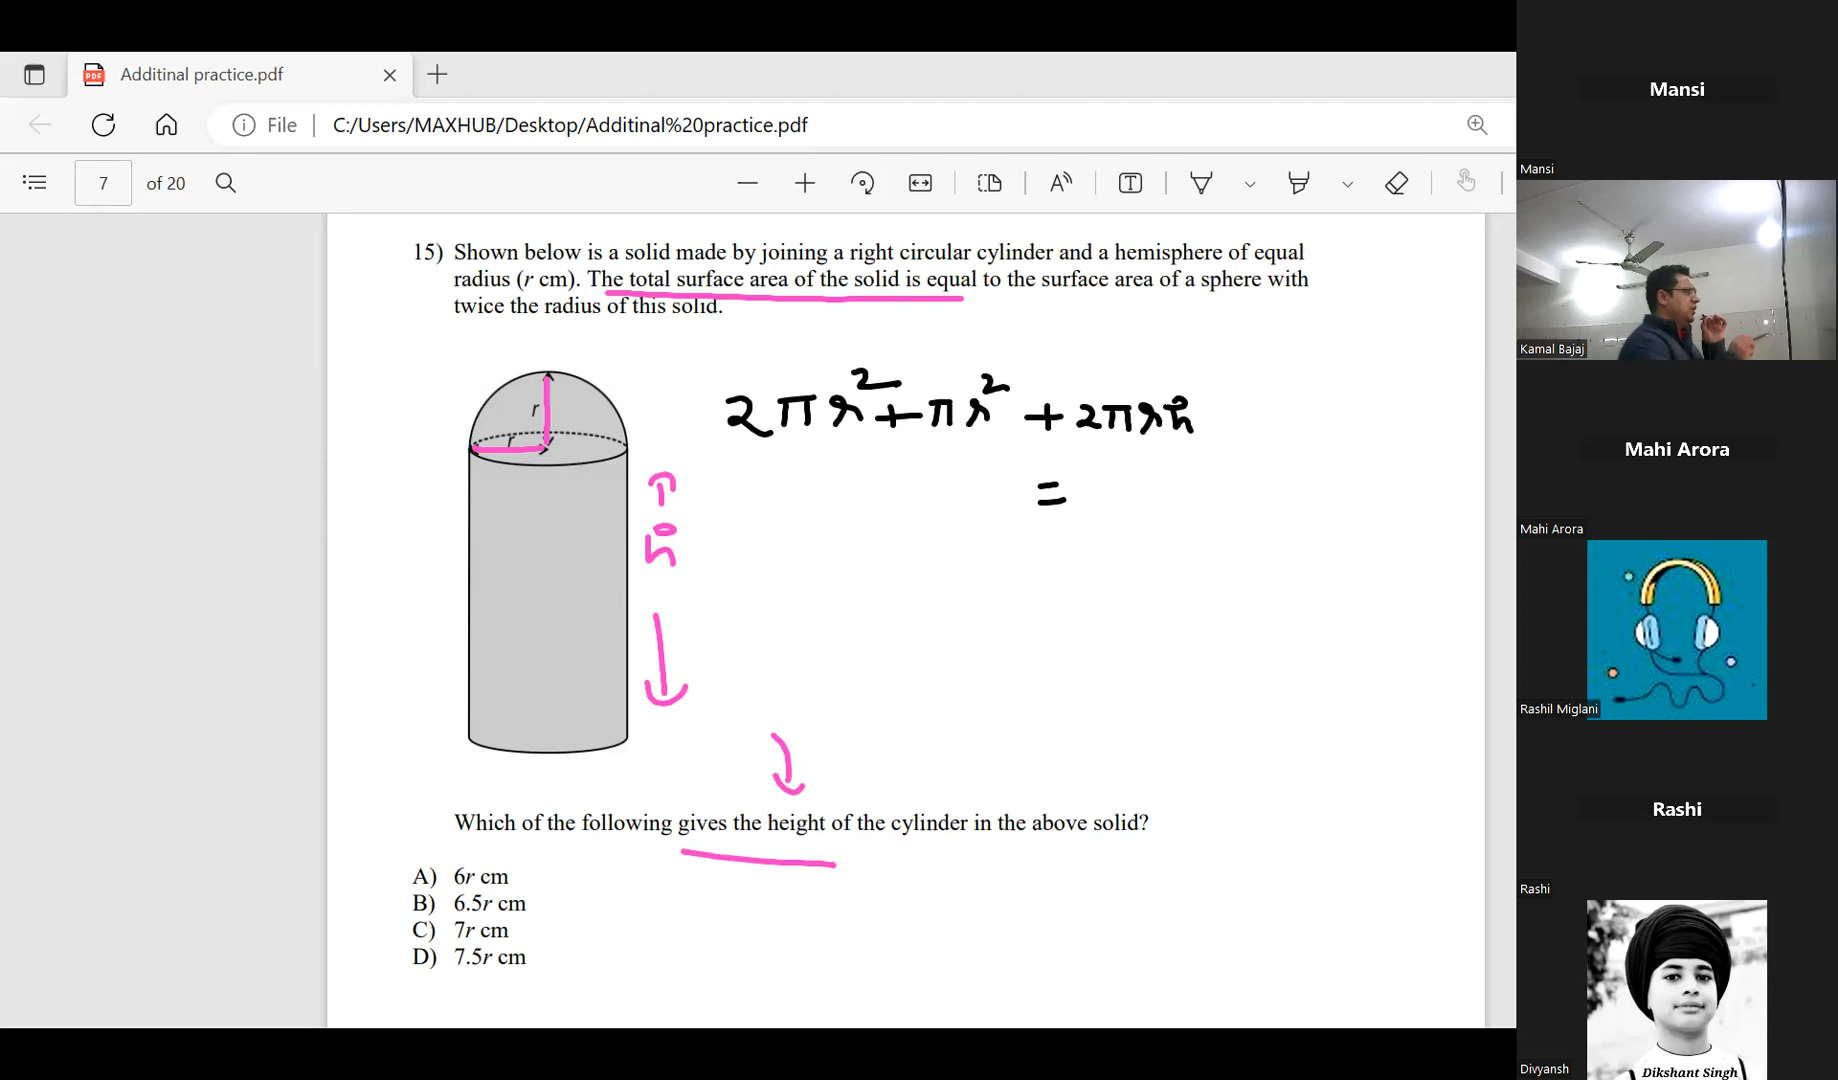 Additinal practice.pdf
File C:/Users/MAXHUB/Desktop/Additinal%20practice.pdf
7 of 20
15) Shown below is a solid made by joining a right circular cylinder and a hemisphere of equal
radius (r cm). The total surface area of the solid is equal to the surface area of a sphere with
twice the radius of this solid.
r
r
h
2πr²+πr² + 2πrh
=
Which of the following gives the height of the cylinder in the above solid?
A) 6r cm
B) 6.5r cm
C) 7r cm
D) 7.5r cm
Mansi
Mansi
Kamal Bajaj
Mahi Arora
Mahi Arora
Rashil Miglani
Rashi
Rashi
Dikshant Singh
Divyansh